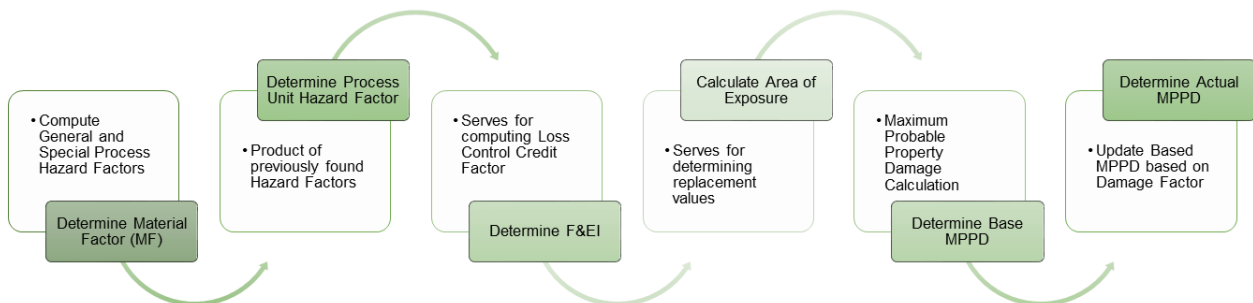 • Compute
General and
Special Process
Hazard Factors
Determine Material
Factor (MF)
Determine Process
Unit Hazard Factor
• Product of
previously found
Hazard Factors
• Serves for
computing Loss
Control Credit
Factor
Determine F&EI
Calculate Area of
Exposure
• Serves for
determining
replacement
values
• Maximum
Probable
Property
Damage
Calculation
Determine Base
MPPD
Determine Actual
MPPD
• Update Based
MPPD based on
Damage Factor